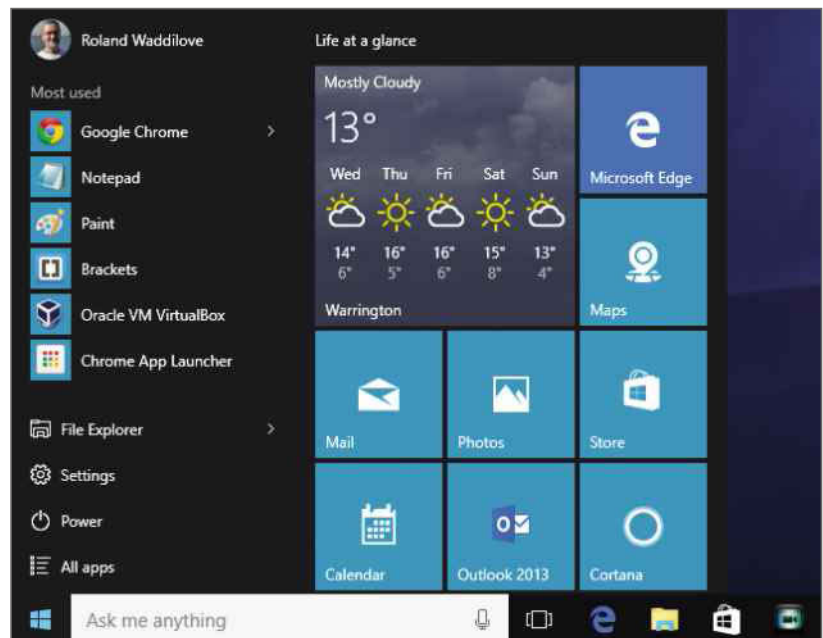 Roland Waddilove
Most used
Google Chrome
Notepad
Paint
Brackets
Oracle VM VirtualBox
Chrome App Launcher
File Explorer
Settings
Power
All apps
Life at a glance
Mostly Cloudy
13°
Wed Thu Fri Sat Sun
14° 16° 16° 15° 13°
6° 5° 6° 8° 4°
Warrington
Microsoft Edge
Maps
Mail
Photos
Store
Calendar
Outlook 2013
Cortana
Ask me anything